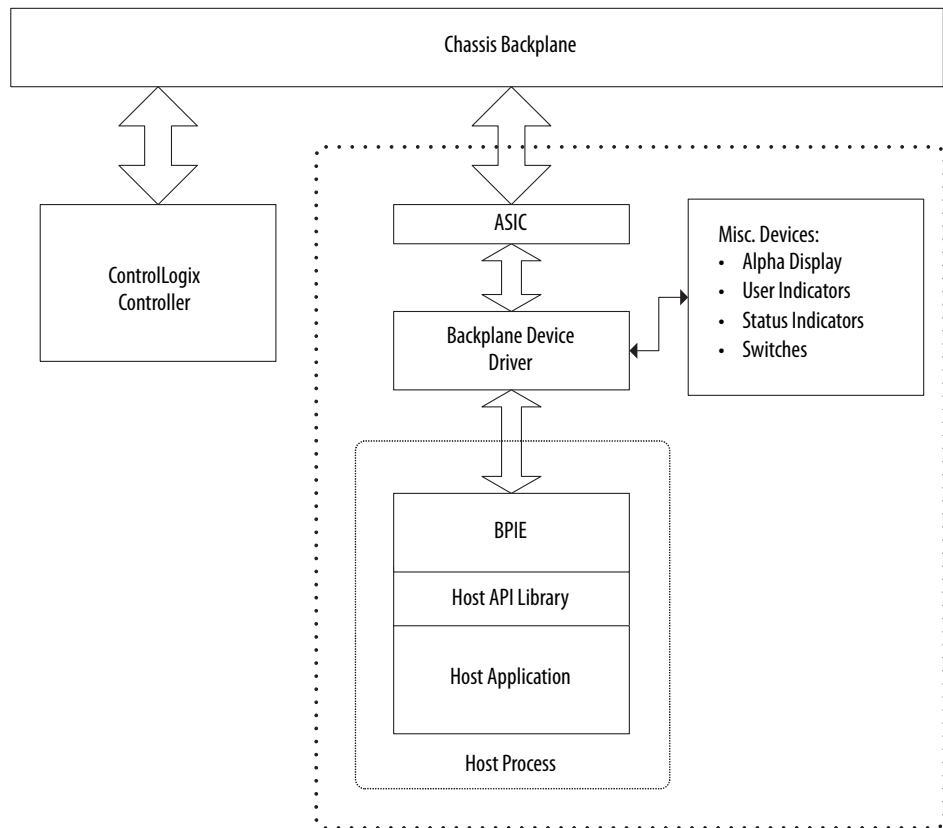 Chassis Backplane
ControlLogix
Controller
ASIC
Backplane Device
Driver
Misc. Devices:
• Alpha Display
• User Indicators
• Status Indicators
• Switches
BPIE
Host API Library
Host Application
Host Process